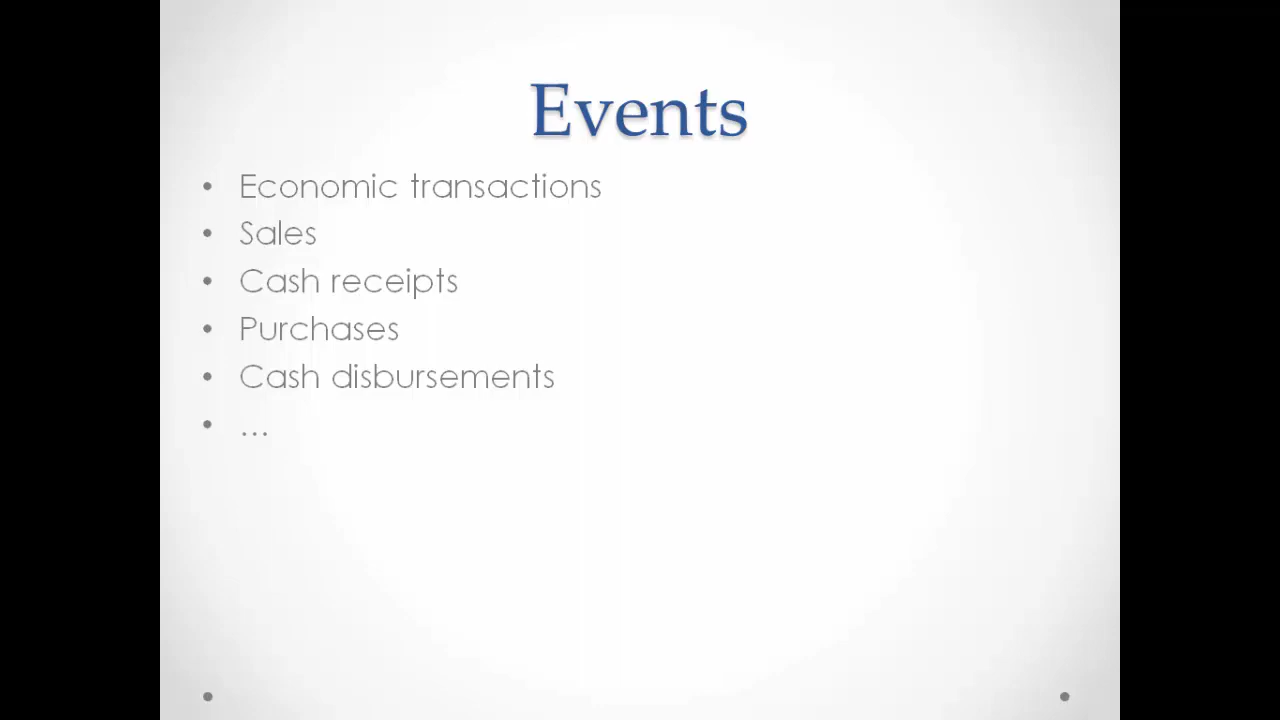 Events
• Economic transactions
• Sales
• Cash receipts
• Purchases
• Cash disbursements
• ...